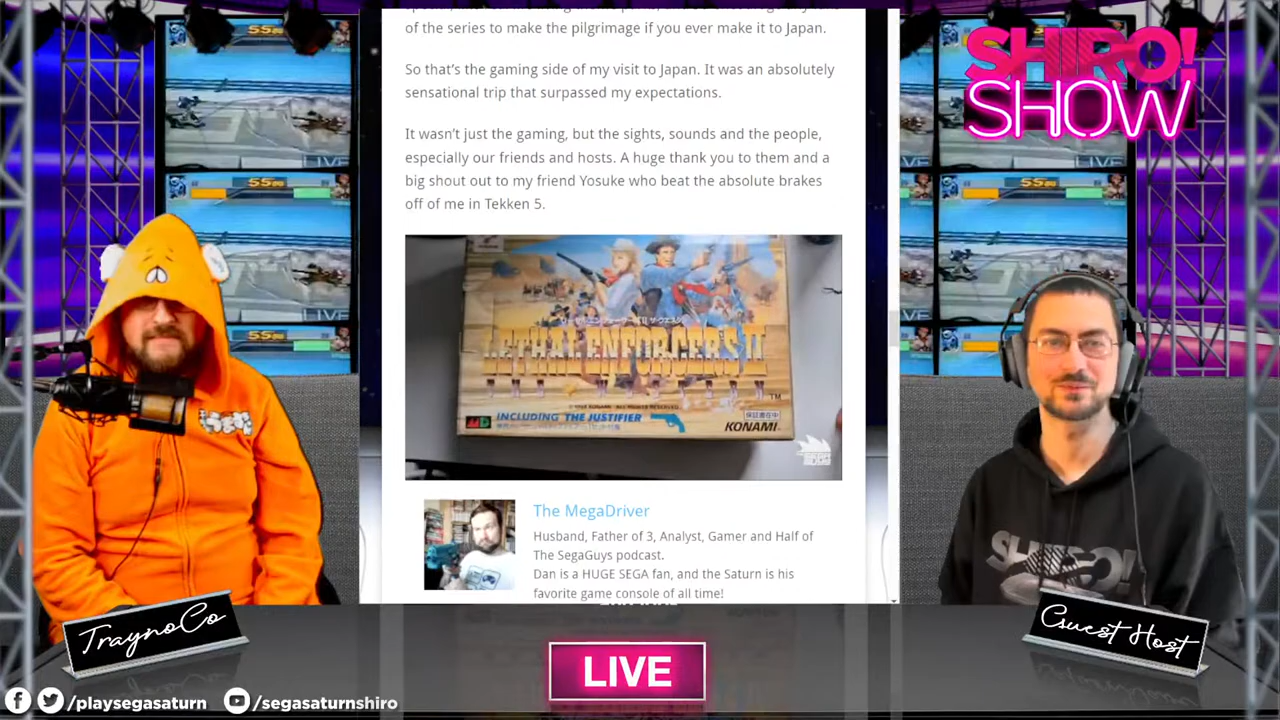 of the series to make the pilgrimage if you ever make it to Japan.
So that's the gaming side of my visit to Japan. It was an absolutely
sensational trip that surpassed my expectations.
It wasn't just the gaming, but the sights, sounds and the people,
especially our friends and hosts. A huge thank you to them and a
big shout out to my friend Yosuke who beat the absolute brakes
off of me in Tekken 5.
LETHAL ENFORCERS II
TM
MD
INCLUDING THE JUSTIFIER
KONAMI
The MegaDriver
Husband, Father of 3, Analyst, Gamer and Half of
The SegaGuys podcast.
Dan is a HUGE SEGA fan, and the Saturn is his
favorite game console of all time!
SHIRO!
SHOW
SHIRO!
TraynoCo
Guest Host
LIVE
/playsegasaturn
/segasaturnshiro